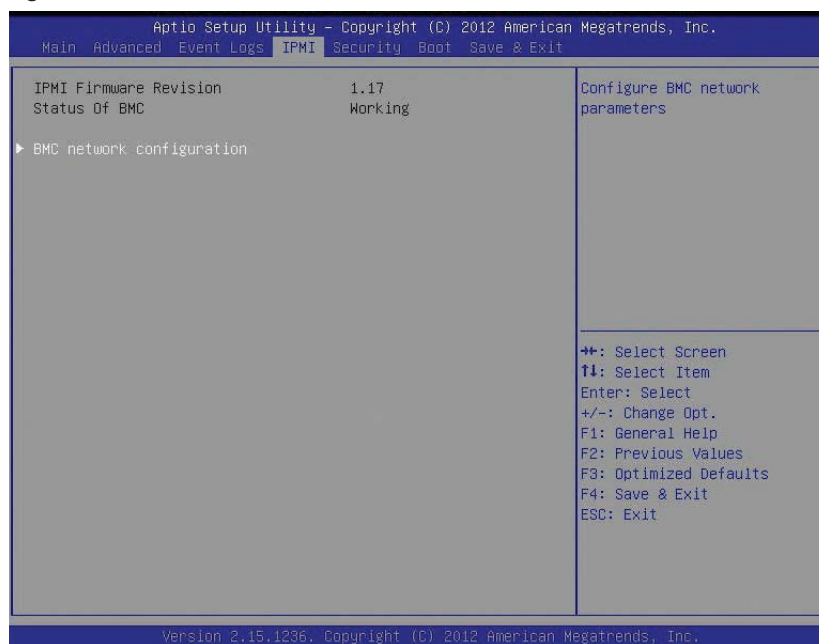 Aptio Setup Utility – Copyright (C) 2012 American Megatrends, Inc.
Main Advanced Event Logs IPMI Security Boot Save & Exit
IPMI Firmware Revision 1.17
Status Of BMC Working
▶ BMC network configuration
Configure BMC network
parameters
→←: Select Screen
↑↓: Select Item
Enter: Select
+/-: Change Opt.
F1: General Help
F2: Previous Values
F3: Optimized Defaults
F4: Save & Exit
ESC: Exit
Version 2.15.1236. Copyright (C) 2012 American Megatrends, Inc.